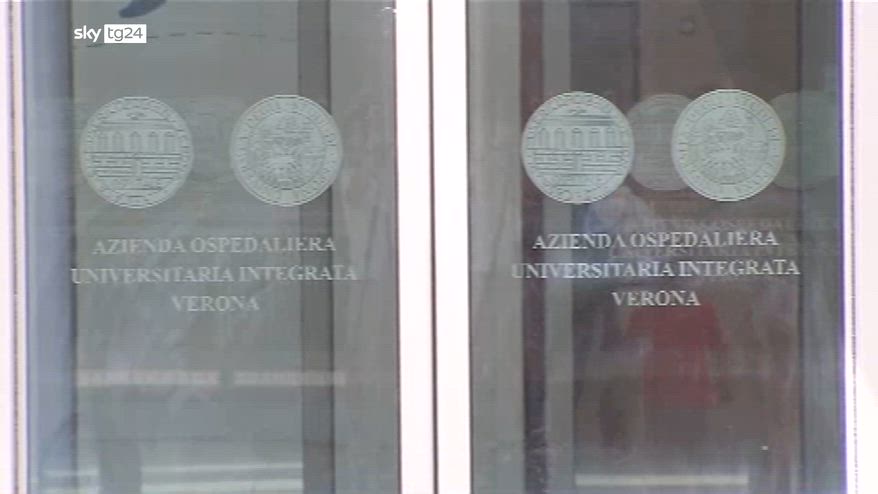 sky tg24
AZIENDA OSPEDALIERA
UNIVERSITARIA INTEGRATA
VERONA
AZIENDA OSPEDALIERA
UNIVERSITARIA INTEGRATA
VERONA